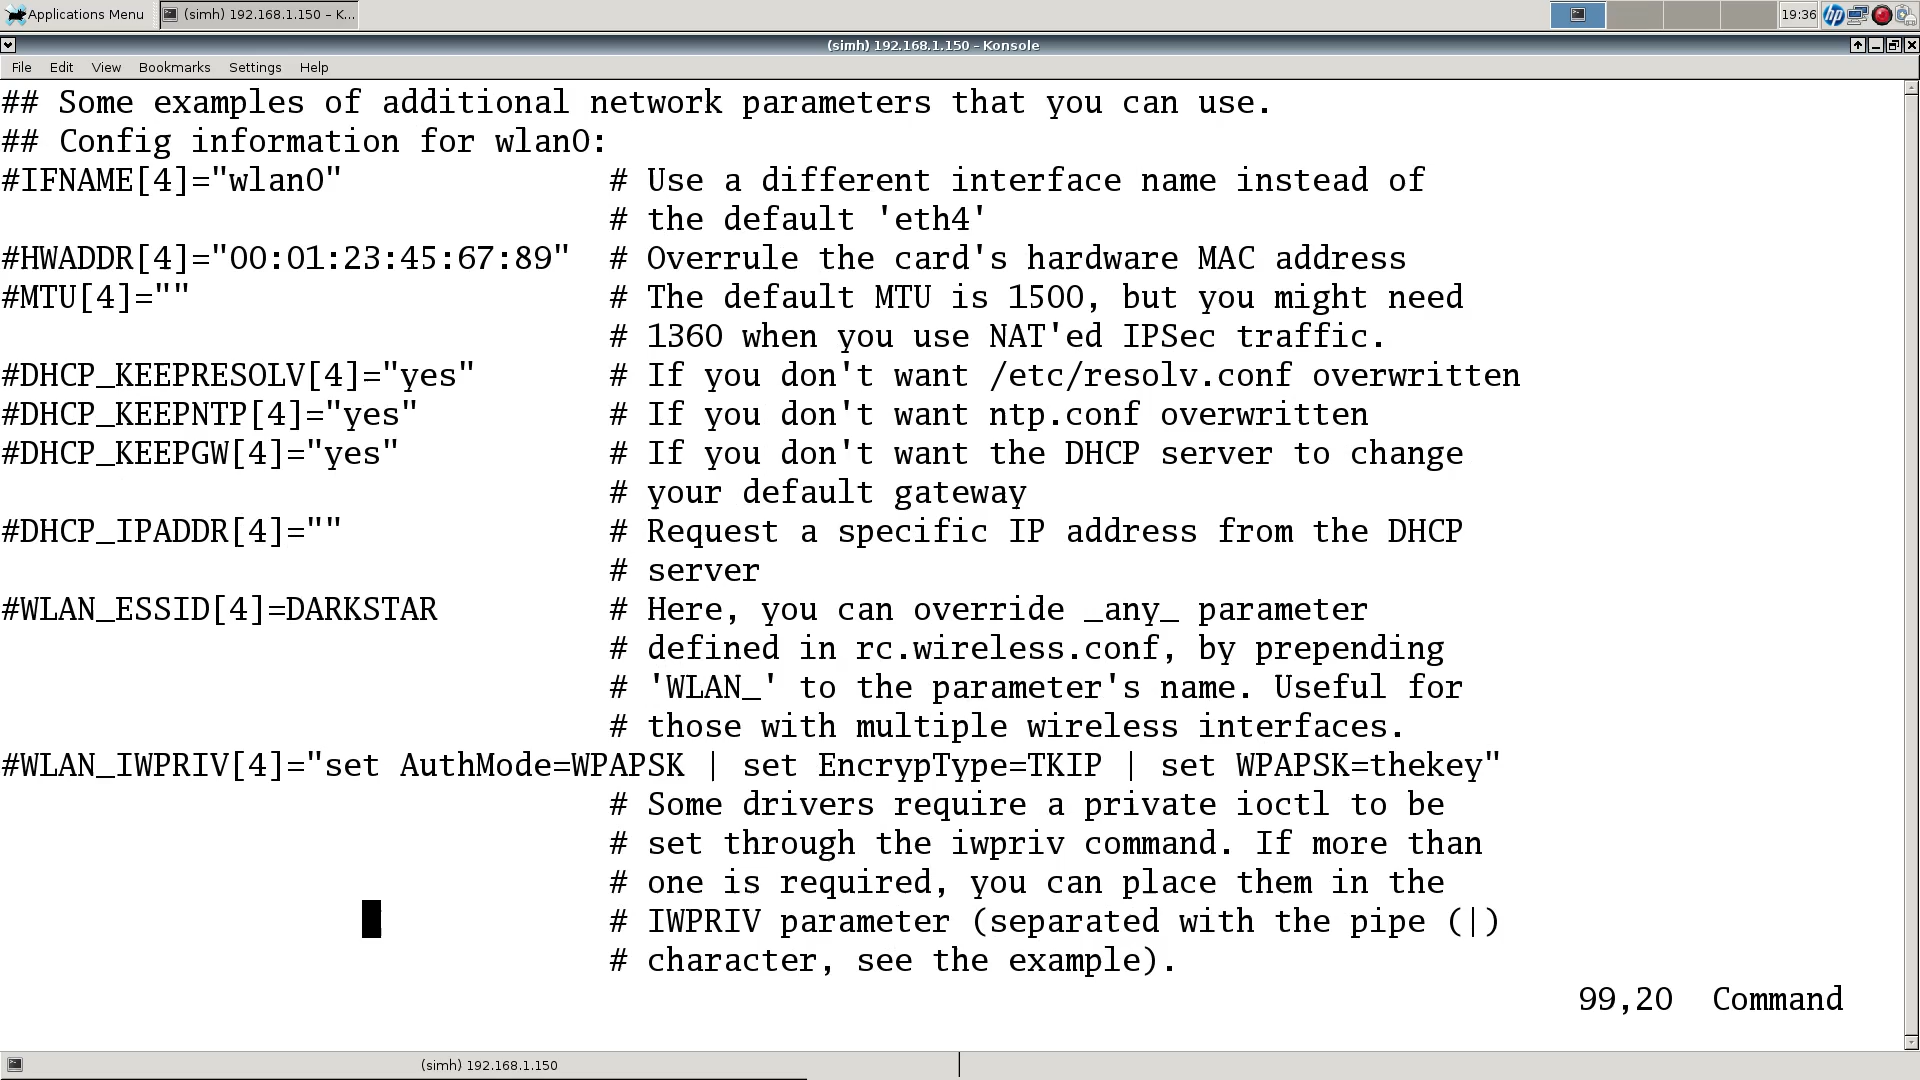 Applications Menu
(simh) 192.168.1.150 – K...
19:36
hp
(simh) 192.168.1.150 – Konsole
File Edit View Bookmarks Settings Help
## Some examples of additional network parameters that you can use.
## Config information for wlan0:
#IFNAME[4]="wlan0" # Use a different interface name instead of
# the default 'eth4'
#HWADDR[4]="00:01:23:45:67:89" # Overrule the card's hardware MAC address
#MTU[4]="" # The default MTU is 1500, but you might need
# 1360 when you use NAT'ed IPSec traffic.
#DHCP_KEEPRESOLV[4]="yes" # If you don't want /etc/resolv.conf overwritten
#DHCP_KEEPNTP[4]="yes" # If you don't want ntp.conf overwritten
#DHCP_KEEPGW[4]="yes" # If you don't want the DHCP server to change
# your default gateway
#DHCP_IPADDR[4]="" # Request a specific IP address from the DHCP
# server
#WLAN_ESSID[4]=DARKSTAR # Here, you can override _any_ parameter
# defined in rc.wireless.conf, by prepending
# 'WLAN_' to the parameter's name. Useful for
# those with multiple wireless interfaces.
#WLAN_IWPRIV[4]="set AuthMode=WPAPSK | set EncrypType=TKIP | set WPAPSK=thekey"
# Some drivers require a private ioctl to be
# set through the iwpriv command. If more than
# one is required, you can place them in the
# IWPRIV parameter (separated with the pipe (|)
# character, see the example).
99,20 Command
(simh) 192.168.1.150